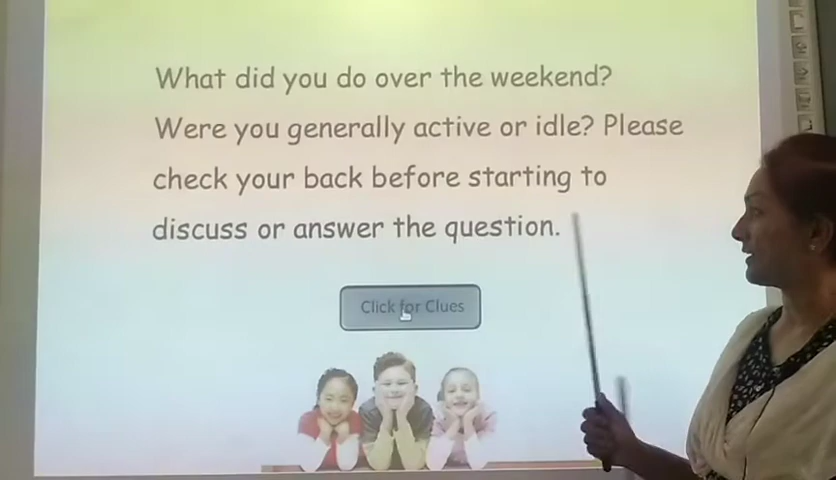 What did you do over the weekend?
Were you generally active or idle? Please
check your back before starting to
discuss or answer the question.
Click for Clues